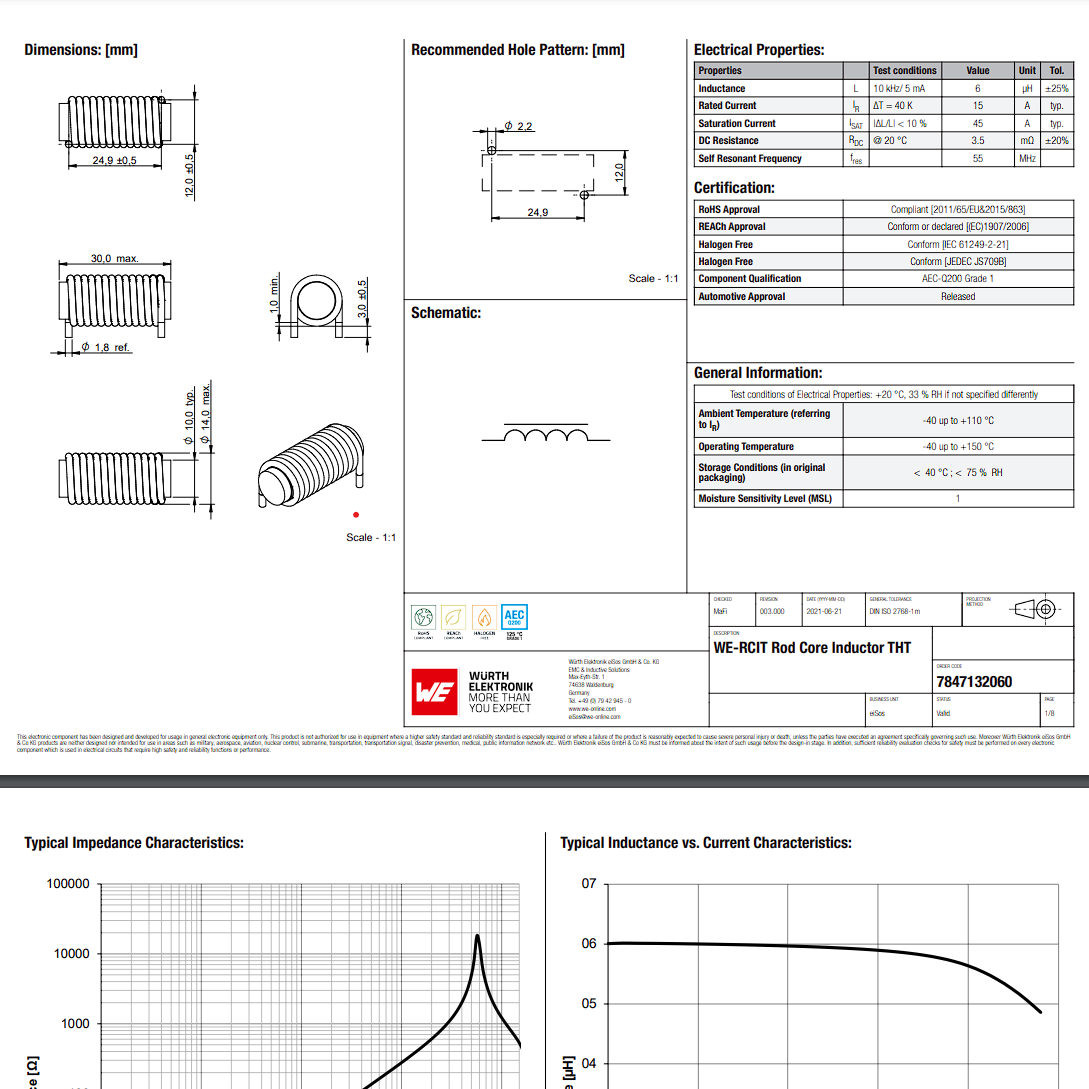 Dimensions: [mm]
24,9 ±0,5
12,0 ±0,5
30,0 max.
1,0 min.
3,0 ±0,5
ϕ 1,8 ref.
ϕ 10,0 typ.
ϕ 14,0 max.
Scale - 1:1
Recommended Hole Pattern: [mm]
ϕ 2,2
12,0
24,9
Scale - 1:1
Schematic:
Electrical Properties:
Properties Test conditions Value Unit Tol.
Inductance L 10 kHz/ 5 mA 6 µH ±25%
Rated Current IR ΔT = 40 K 15 A typ.
Saturation Current ISAT |ΔL/L| < 10 % 45 A typ.
DC Resistance RDC @ 20 °C 3.5 mΩ ±20%
Self Resonant Frequency fres 55 MHz
Certification:
RoHS Approval Compliant [2011/65/EU&2015/863]
REACh Approval Conform or declared [(EC)1907/2006]
Halogen Free Conform [IEC 61249-2-21]
Halogen Free Conform [JEDEC JS709B]
Component Qualification AEC-Q200 Grade 1
Automotive Approval Released
General Information:
Test conditions of Electrical Properties: +20 °C, 33 % RH if not specified differently
Ambient Temperature (referring
to IR) -40 up to +110 °C
Operating Temperature -40 up to +150 °C
Storage Conditions (in original
packaging) < 40 °C ; < 75 % RH
Moisture Sensitivity Level (MSL) 1
RoHS
COMPLIANT
REACh
COMPLIANT
HALOGEN
FREE
AEC
Q200
125 °C
GRADE 1
WE
WÜRTH
ELEKTRONIK
MORE THAN
YOU EXPECT
Würth Elektronik eiSos GmbH & Co. KG
EMC & Inductive Solutions
Max-Eyth-Str. 1
74638 Waldenburg
Germany
Tel. +49 (0) 79 42 945 - 0
www.we-online.com
eiSos@we-online.com
CHECKED
MaFi
REVISION
003.000
DATE (YYYY-MM-DD)
2021-06-21
GENERAL TOLERANCE
DIN ISO 2768-1m
PROJECTION
METHOD
DESCRIPTION
WE-RCIT Rod Core Inductor THT
ORDER CODE
7847132060
BUSINESS UNIT
eiSos
STATUS
Valid
PAGE
1/8
This electronic component has been designed and developed for usage in general electronic equipment only. This product is not authorized for use in equipment where a higher safety standard and reliability standard is especially required or where a failure of the product is reasonably expected to cause severe personal injury or death, unless the parties have executed an agreement specifically governing such use. Moreover Würth Elektronik eiSos GmbH
& Co KG products are neither designed nor intended for use in areas such as military, aerospace, aviation, nuclear control, submarine, transportation, transportation signal, disaster prevention, medical, public information network etc.. Würth Elektronik eiSos GmbH & Co KG must be informed about the intent of such usage before the design-in stage. In addition, sufficient reliability evaluation checks for safety must be performed on every electronic
component which is used in electrical circuits that require high safety and reliability functions or performance.
Typical Impedance Characteristics:
100000
10000
1000
ce [Ω]
Typical Inductance vs. Current Characteristics:
07
06
05
04
e [µH]